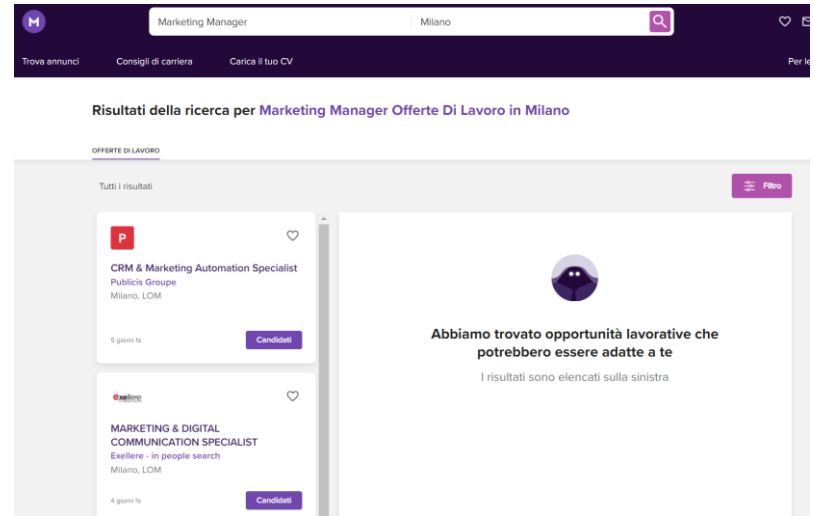 M
Marketing Manager
Milano
Trova annunci
Consigli di carriera
Carica il tuo CV
Per le
Risultati della ricerca per Marketing Manager Offerte Di Lavoro in Milano
OFFERTE DI LAVORO
Tutti i risultati
Filtro
P
CRM & Marketing Automation Specialist
Publicis Groupe
Milano, LOM
5 giorni fa
Candidati
exellere
MARKETING & DIGITAL
COMMUNICATION SPECIALIST
Exellere - in people search
Milano, LOM
4 giorni fa
Candidati
Abbiamo trovato opportunità lavorative che
potrebbero essere adatte a te
I risultati sono elencati sulla sinistra